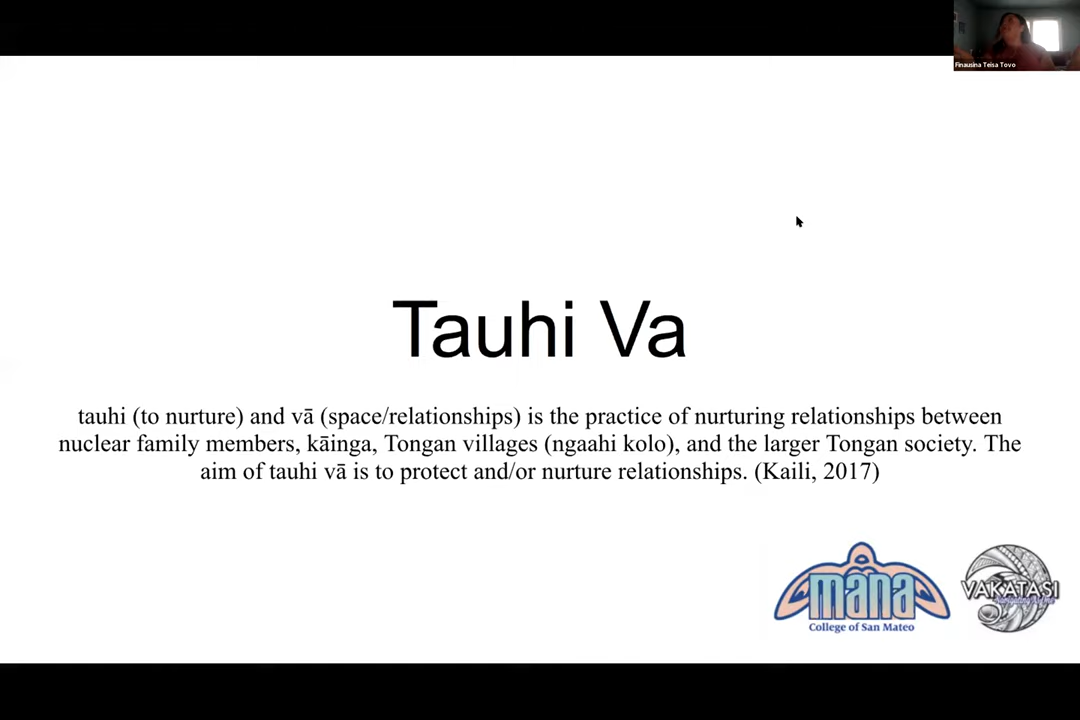 Finausina Teisa Tovo
Tauhi Va
tauhi (to nurture) and vā (space/relationships) is the practice of nurturing relationships between
nuclear family members, kāinga, Tongan villages (ngaahi kolo), and the larger Tongan society. The
aim of tauhi vā is to protect and/or nurture relationships. (Kaili, 2017)
mana
College of San Mateo
VAKATASI